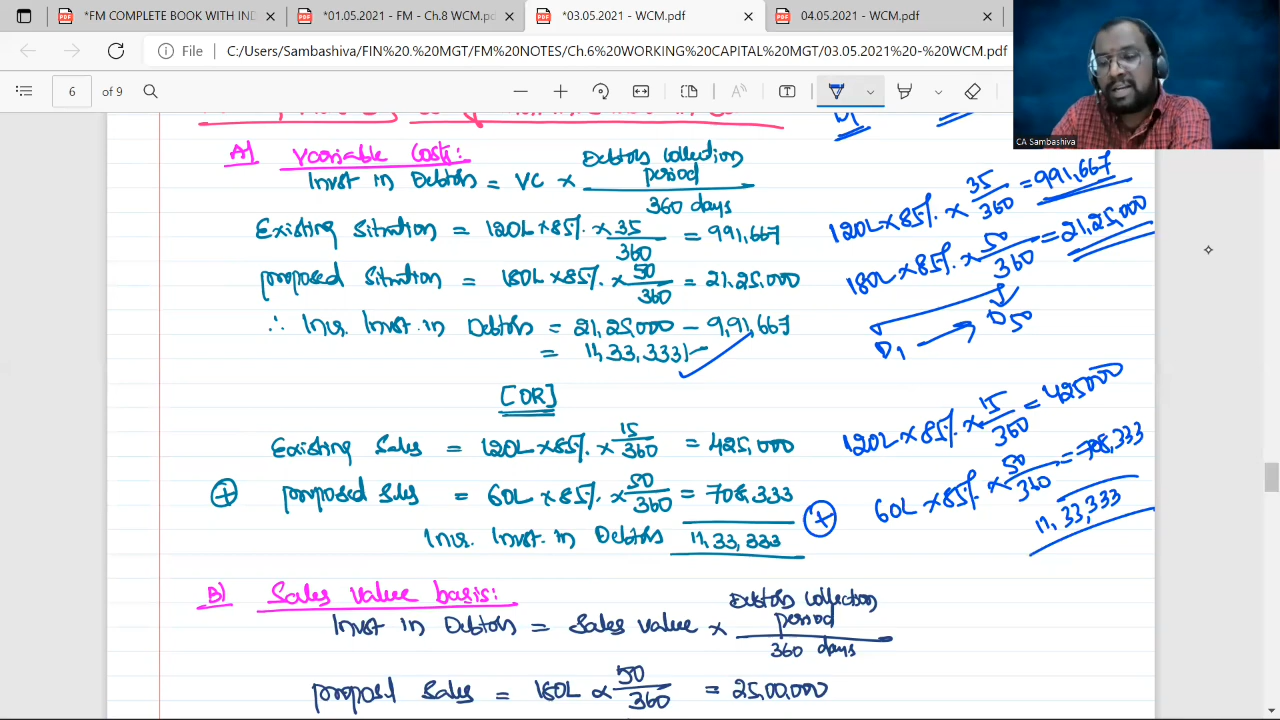 *FM COMPLETE BOOK WITH IND
*01.05.2021 - FM - Ch.8 WCM.pd
*03.05.2021 - WCM.pdf
04.05.2021 - WCM.pdf
File C:/Users/Sambashiva/FIN%20.%20MGT/FM%20NOTES/Ch.6%20WORKING%20CAPITAL%20MGT/03.05.2021%20-%20WCM.pdf
6 of 9
CA Sambashiva
A) Variable Costs:
Invst in Debtors = VC × Debtors collection period / 360 days
Existing Situation = 120L × 85% × 35/360 = 991,667
proposed Situation = 180L × 85% × 50/360 = 21,25,000
∴ Incr. Invst. in Debtors = 21,25,000 – 9,91,667
= 11,33,333/-
[OR]
Existing Sales = 120L × 85% × 15/360 = 425,000
+ proposed Sales = 60L × 85% × 50/360 = 708,333
Incr. Invst. in Debtors 11,33,333
B) Sales Value basis:
Invst in Debtors = Sales Value × Debtors collection period / 360 days
proposed Sales = 180L × 50/360 = 25,00,000
120L × 85% × 35/360 = 991,667
180L × 85% × 50/360 = 21,25,000
D1 D50
120L × 85% × 15/360 = 425000
+ 60L × 85% × 50/360 = 708,333
11,33,333